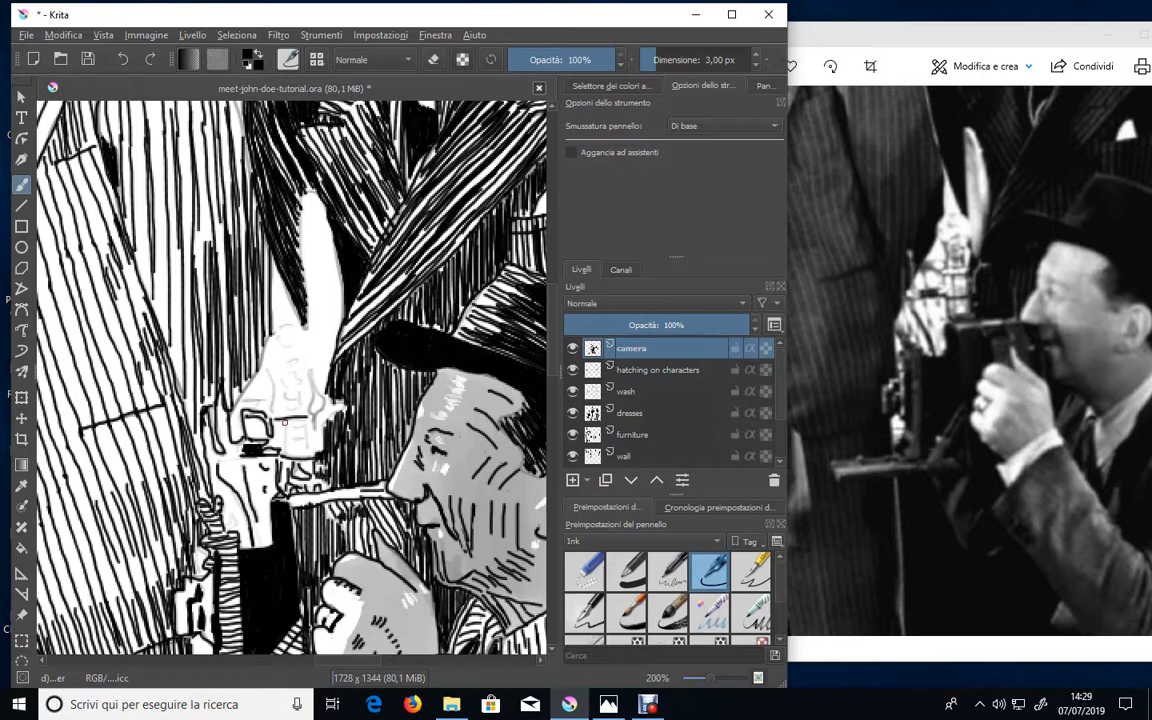 * - Krita
File Modifica Vista Immagine Livello Seleziona Filtro Strumenti Impostazioni Finestra Aiuto
Normale Opacità: 100% Dimensione: 3,00 px
Modifica e crea Condividi
meet-john-doe-tutorial.ora (80,1 MiB) *
Selettore dei colori a... Opzioni dello str... Pan...
Opzioni dello strumento
Smussatura pennello: Di base
Aggancia ad assistenti
Livelli Canali
Livelli
Normale
Opacità: 100%
camera
hatching on characters
wash
dresses
furniture
wall
Preimpostazioni d... Cronologia preimpostazioni d...
Preimpostazioni del pennello
Ink Tag
Cerca
d)...er RGB/....icc 1728 x 1344 (80,1 MiB) 200%
Scrivi qui per eseguire la ricerca
14:29
07/07/2019